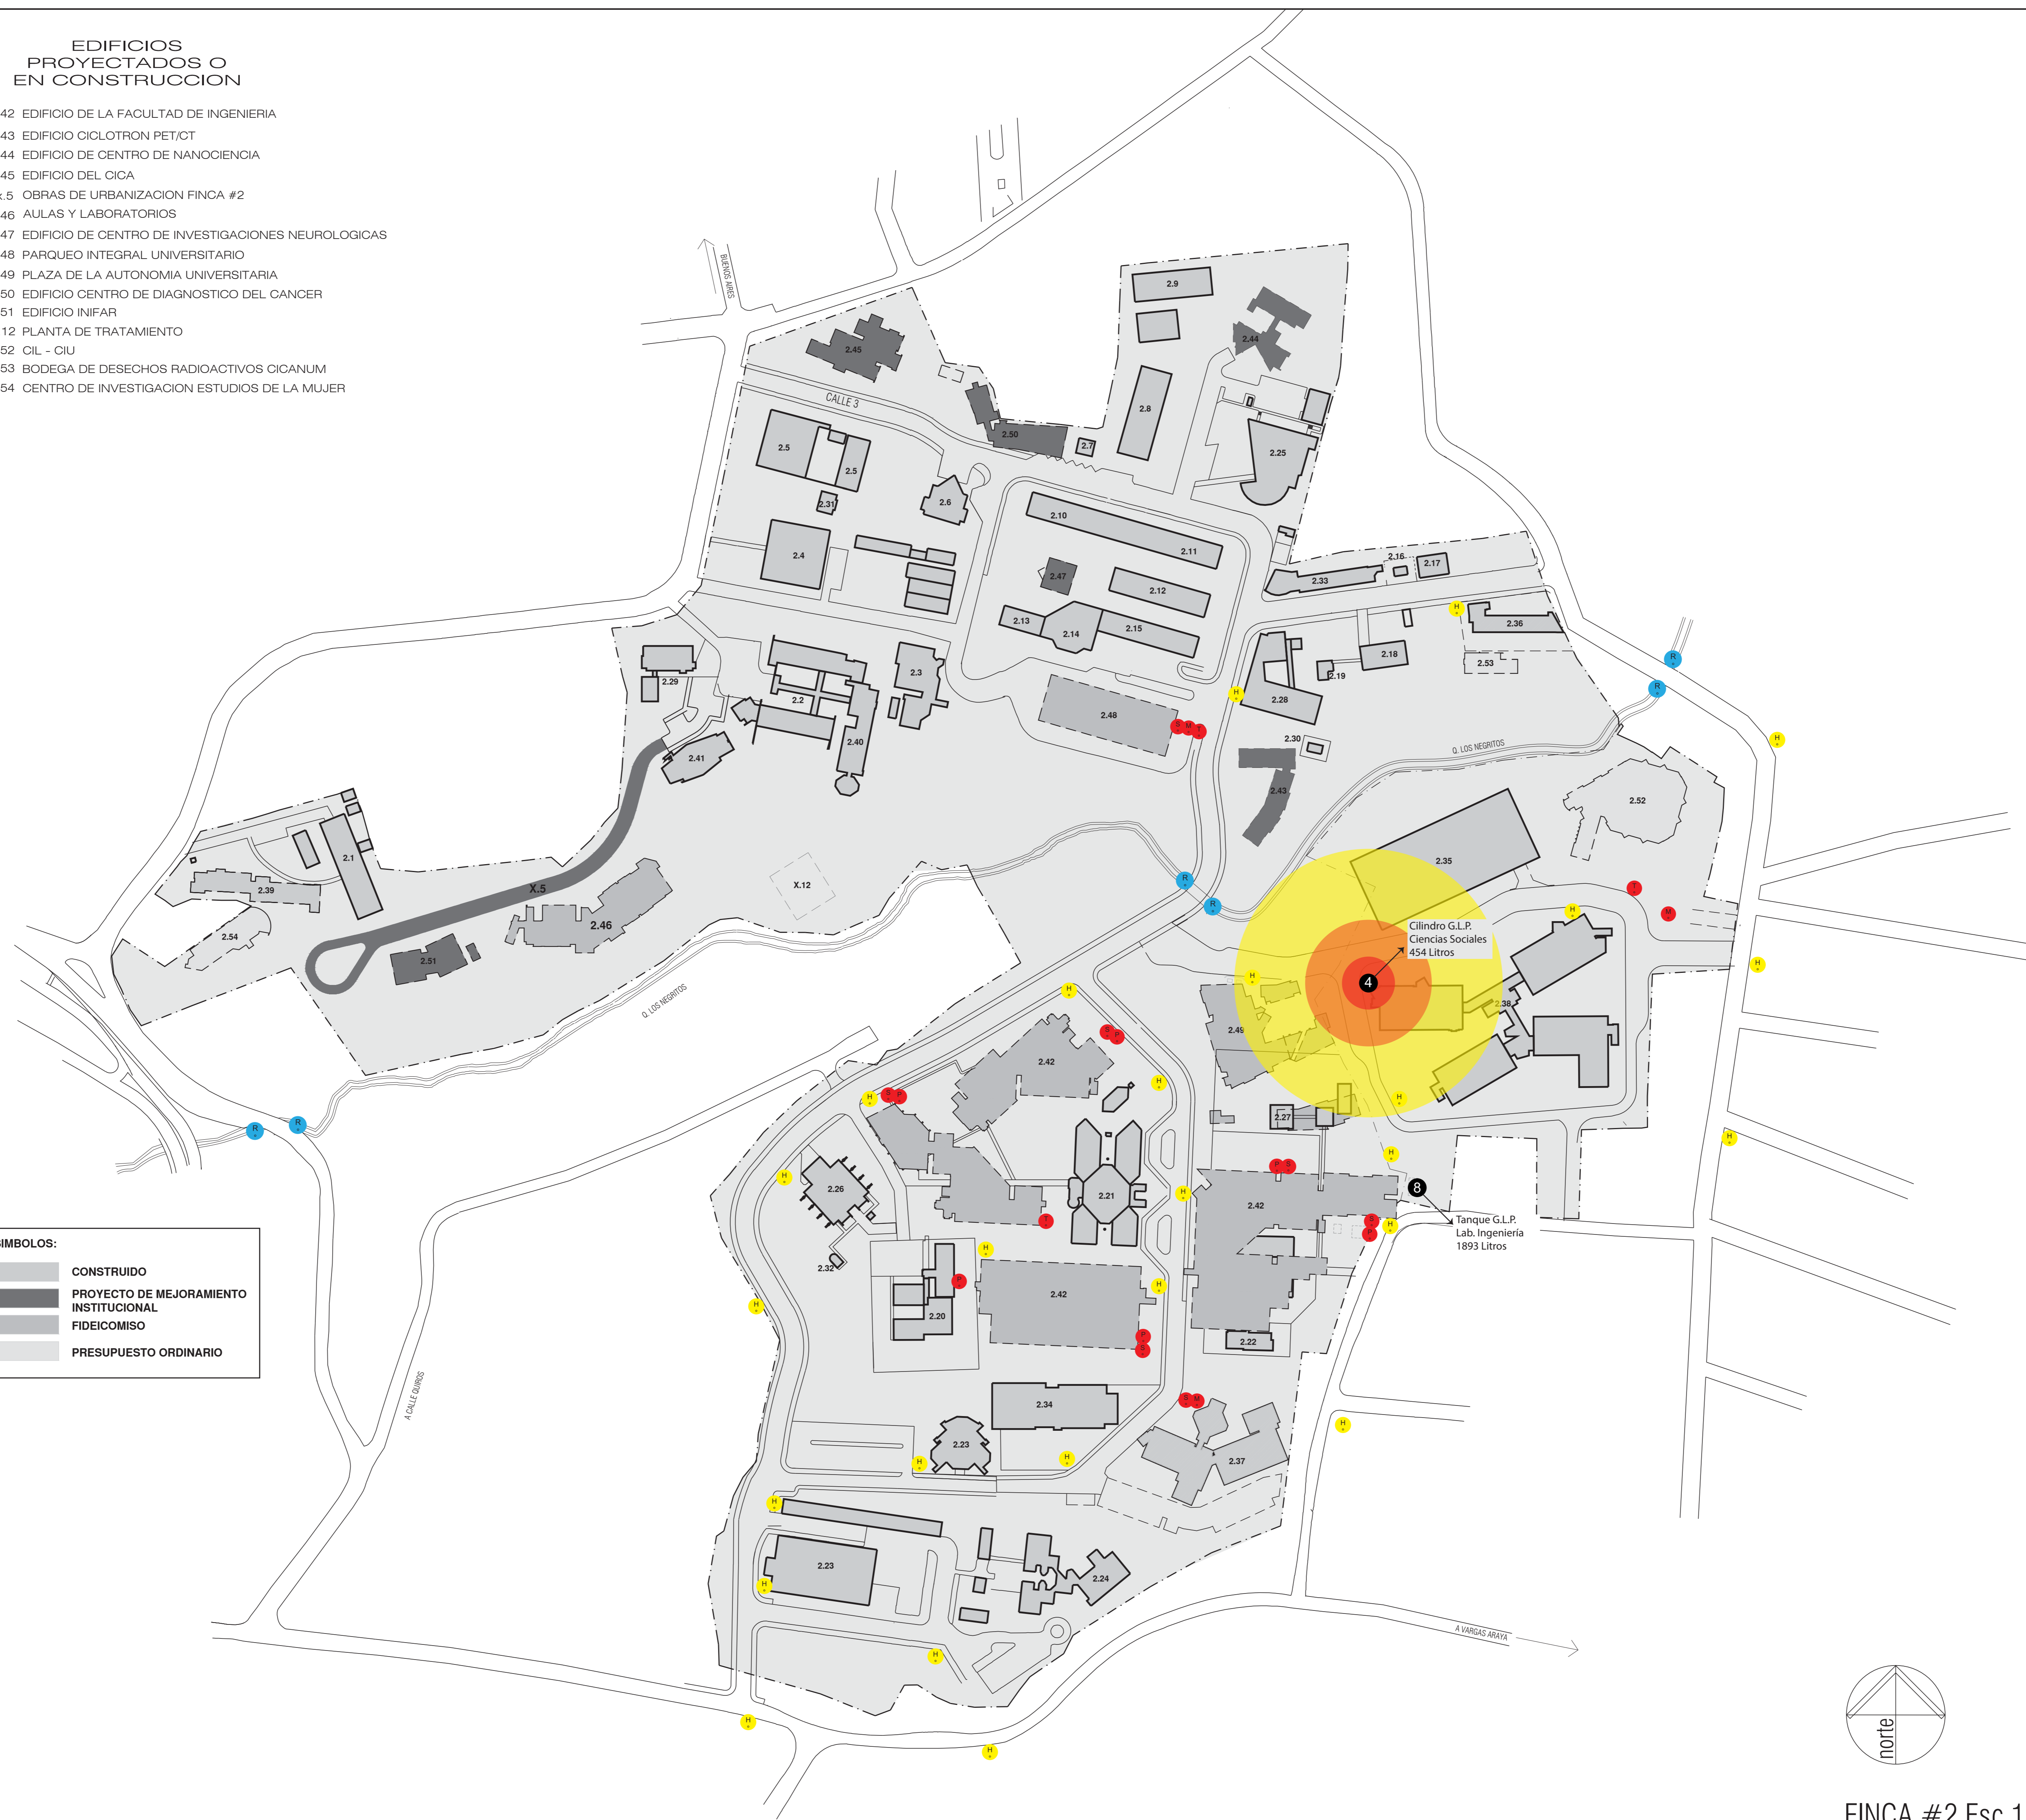 EDIFICIOS
PROYECTADOS O
EN CONSTRUCCION
42 EDIFICIO DE LA FACULTAD DE INGENIERIA
43 EDIFICIO CICLOTRON PET/CT
44 EDIFICIO DE CENTRO DE NANOCIENCIA
45 EDIFICIO DEL CICA
x.5 OBRAS DE URBANIZACION FINCA #2
46 AULAS Y LABORATORIOS
47 EDIFICIO DE CENTRO DE INVESTIGACIONES NEUROLOGICAS
48 PARQUEO INTEGRAL UNIVERSITARIO
49 PLAZA DE LA AUTONOMIA UNIVERSITARIA
50 EDIFICIO CENTRO DE DIAGNOSTICO DEL CANCER
51 EDIFICIO INIFAR
12 PLANTA DE TRATAMIENTO
52 CIL - CIU
53 BODEGA DE DESECHOS RADIOACTIVOS CICANUM
54 CENTRO DE INVESTIGACION ESTUDIOS DE LA MUJER
BUENOS AIRES
2.9
2.44
2.45
CALLE 3
2.8
2.50
2.7
2.25
2.5
2.5
2.31
2.6
2.10
2.11
2.4
2.47
2.12
2.33
2.16
2.17
2.13
2.14
2.15
H
2.36
2.18
2.53
2.19
R
R
2.29
2.2
2.3
2.40
2.41
2.48
S M T
H
2.28
2.30
2.43
Q. LOS NEGRITOS
H
2.52
2.35
2.1
2.39
2.54
X.5
2.46
2.51
X.12
R
R
T
M
H
Cilindro G.L.P.
Ciencias Sociales
454 Litros
4
H
H
2.38
2.49
Q. LOS NEGRITOS
H
S P
2.42
H
H
S P
H
2.27
R
R
H
H
P S
2.26
H
2.21
H
2.42
8
Tanque G.L.P.
Lab. Ingeniería
1893 Litros
T
S
P
H
H
2.32
P
2.20
2.42
H
H
P
S
2.22
SIMBOLOS:
CONSTRUIDO
PROYECTO DE MEJORAMIENTO
INSTITUCIONAL
FIDEICOMISO
PRESUPUESTO ORDINARIO
A CALLE QUIROS
2.34
S M
H
2.23
H
H
2.37
H
2.23
H
2.24
H
A VARGAS ARAYA
H
H
norte
FINCA #2 Esc 1